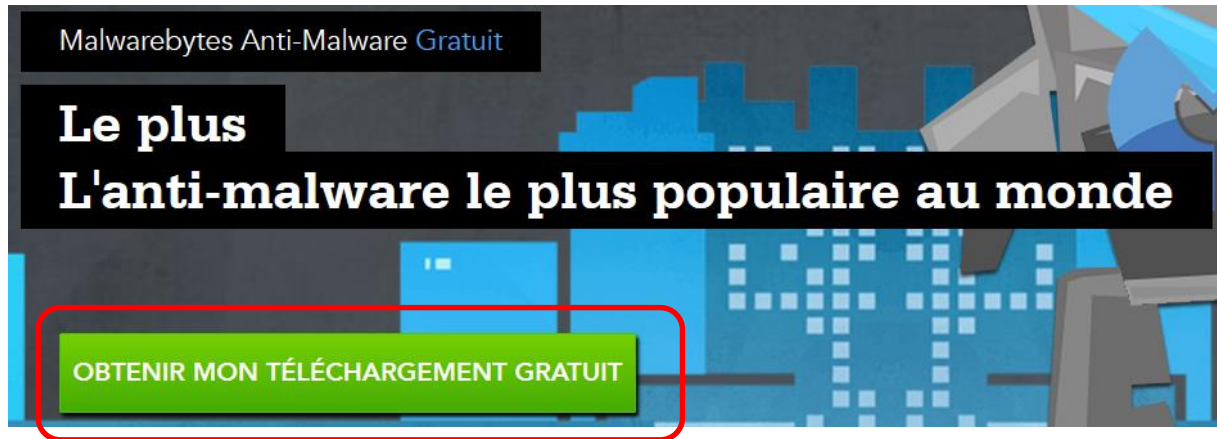 Malwarebytes Anti-Malware Gratuit
Le plus
L'anti-malware le plus populaire au monde
OBTENIR MON TÉLÉCHARGEMENT GRATUIT